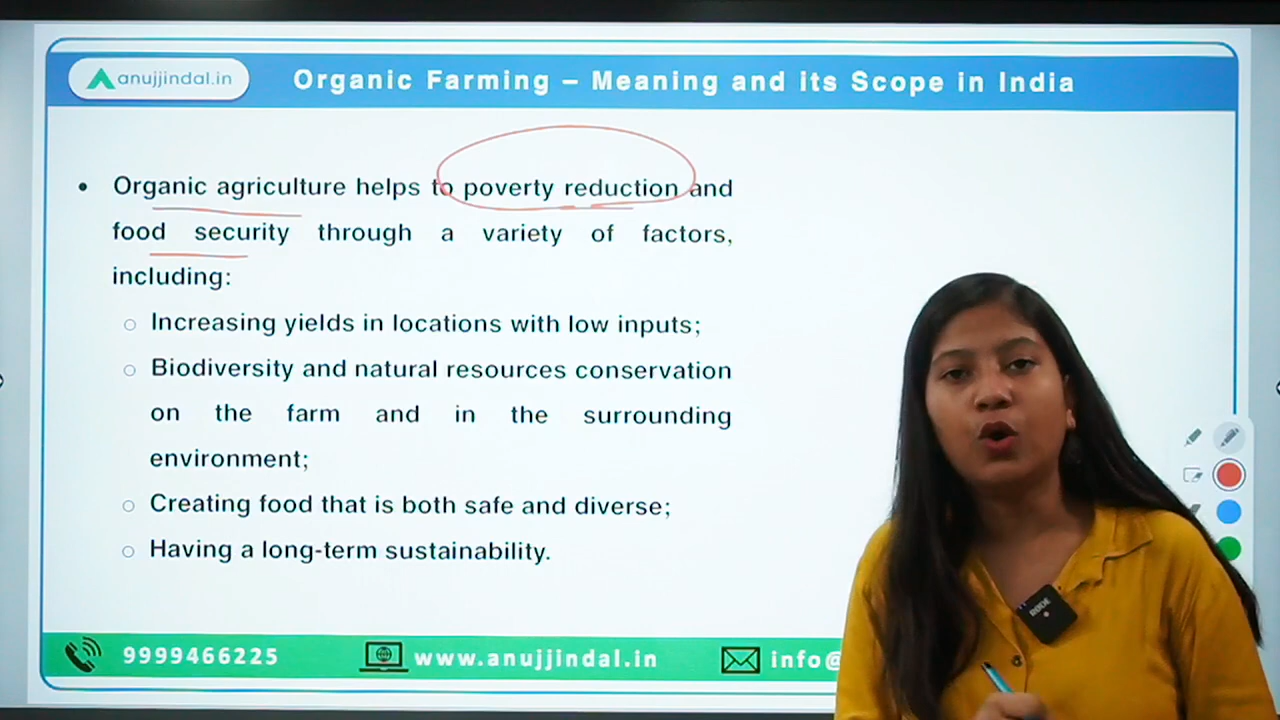 anujjindal.in
Organic Farming – Meaning and its Scope in India
• Organic agriculture helps to poverty reduction and
food security through a variety of factors,
including:
○ Increasing yields in locations with low inputs;
○ Biodiversity and natural resources conservation
on the farm and in the surrounding
environment;
○ Creating food that is both safe and diverse;
○ Having a long-term sustainability.
RØDE
9999466225
www.anujjindal.in
info@